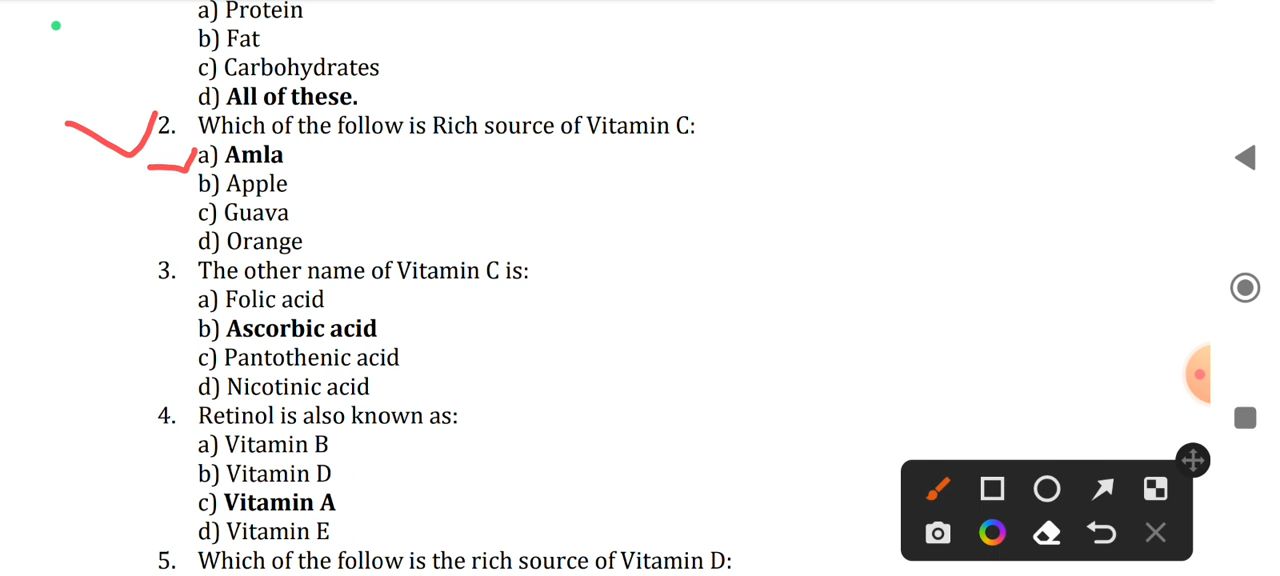 a) Protein
b) Fat
c) Carbohydrates
d) All of these.
2. Which of the follow is Rich source of Vitamin C:
a) Amla
b) Apple
c) Guava
d) Orange
3. The other name of Vitamin C is:
a) Folic acid
b) Ascorbic acid
c) Pantothenic acid
d) Nicotinic acid
4. Retinol is also known as:
a) Vitamin B
b) Vitamin D
c) Vitamin A
d) Vitamin E
5. Which of the follow is the rich source of Vitamin D: